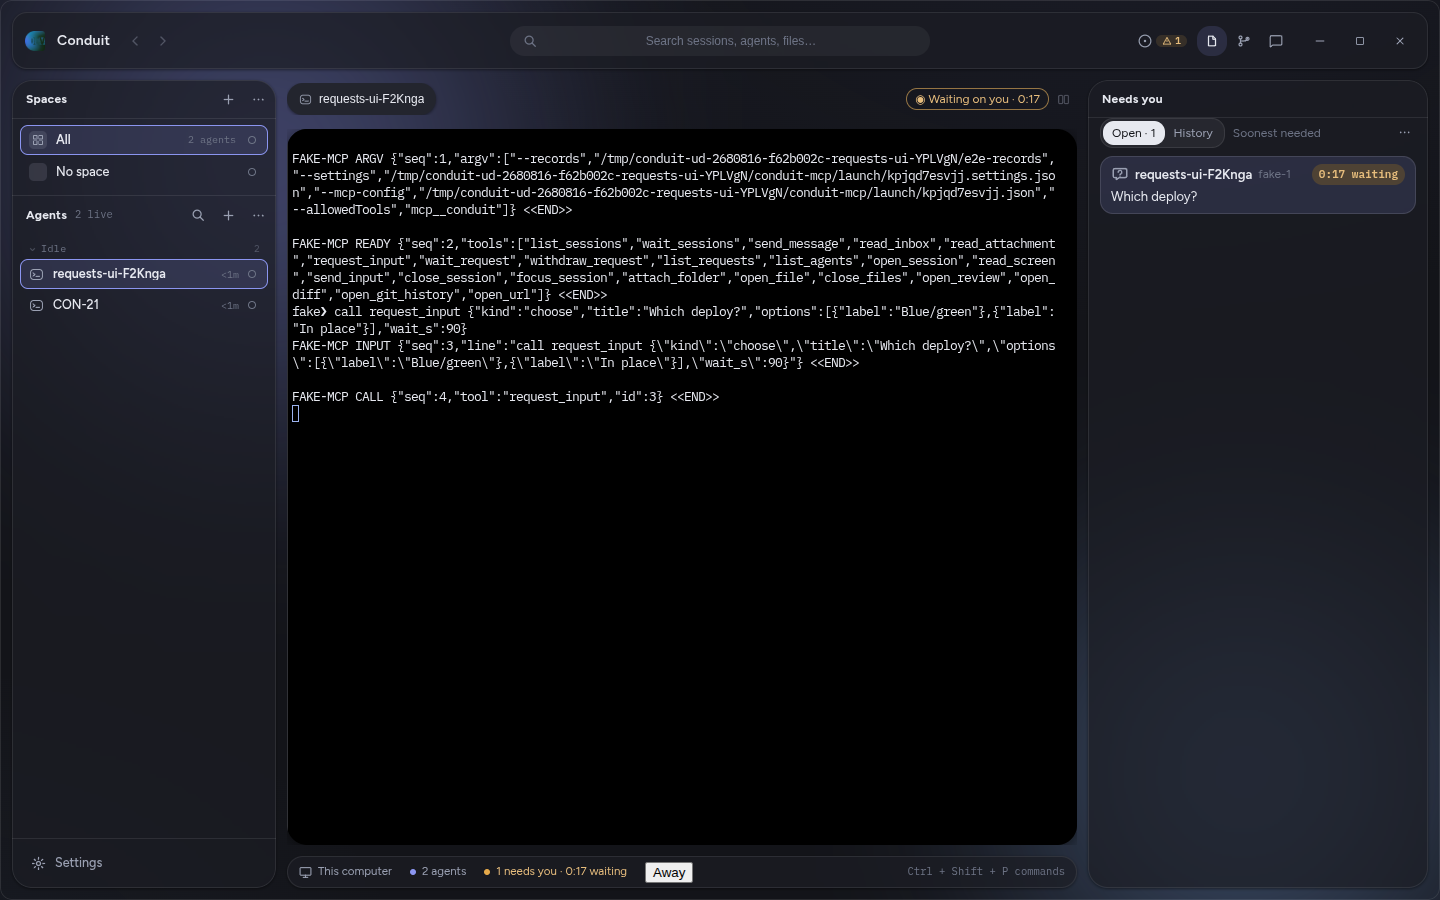 Conduit
Search sessions, agents, files…
1
Spaces
All
2 agents
No space
Agents 2 live
Idle
2
requests-ui-F2Knga
<1m
CON-21
<1m
Settings
requests-ui-F2Knga
Waiting on you · 0:17
FAKE-MCP ARGV {"seq":1,"argv":["--records","/tmp/conduit-ud-2680816-f62b002c-requests-ui-YPLVgN/e2e-records",
"--settings","/tmp/conduit-ud-2680816-f62b002c-requests-ui-YPLVgN/conduit-mcp/launch/kpjqd7esvjj.settings.jso
n","--mcp-config","/tmp/conduit-ud-2680816-f62b002c-requests-ui-YPLVgN/conduit-mcp/launch/kpjqd7esvjj.json","
--allowedTools","mcp__conduit"]} <<END>>
FAKE-MCP READY {"seq":2,"tools":["list_sessions","wait_sessions","send_message","read_inbox","read_attachment
","request_input","wait_request","withdraw_request","list_requests","list_agents","open_session","read_screen
","send_input","close_session","focus_session","attach_folder","open_file","close_files","open_review","open_
diff","open_git_history","open_url"]} <<END>>
fake❯ call request_input {"kind":"choose","title":"Which deploy?","options":[{"label":"Blue/green"},{"label":
"In place"}],"wait_s":90}
FAKE-MCP INPUT {"seq":3,"line":"call request_input {\"kind\":\"choose\",\"title\":\"Which deploy?\",\"options
\":[{\"label\":\"Blue/green\"},{\"label\":\"In place\"}],\"wait_s\":90}"} <<END>>
FAKE-MCP CALL {"seq":4,"tool":"request_input","id":3} <<END>>
This computer
2 agents
1 needs you · 0:17 waiting
Away
Ctrl + Shift + P commands
Needs you
Open · 1
History
Soonest needed
requests-ui-F2Knga fake-1
0:17 waiting
Which deploy?